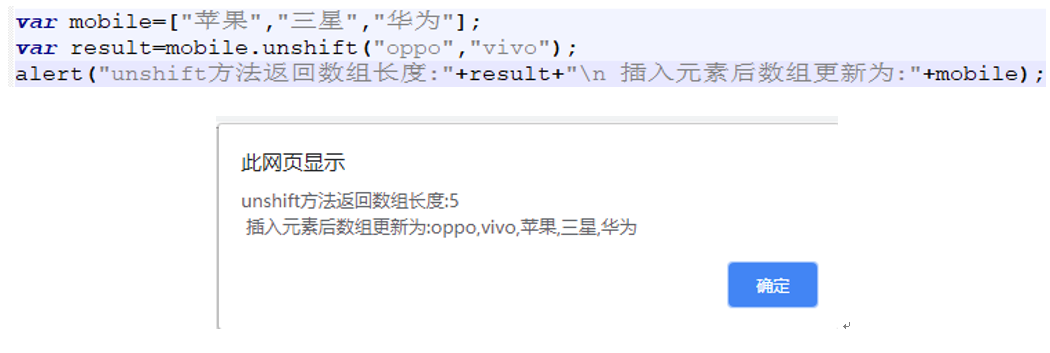 var mobile=["苹果","三星","华为"];
var result=mobile.unshift("oppo","vivo");
alert("unshift方法返回数组长度:"+result+"\n 插入元素后数组更新为:"+mobile);
此网页显示
unshift方法返回数组长度:5
插入元素后数组更新为:oppo,vivo,苹果,三星,华为
确定